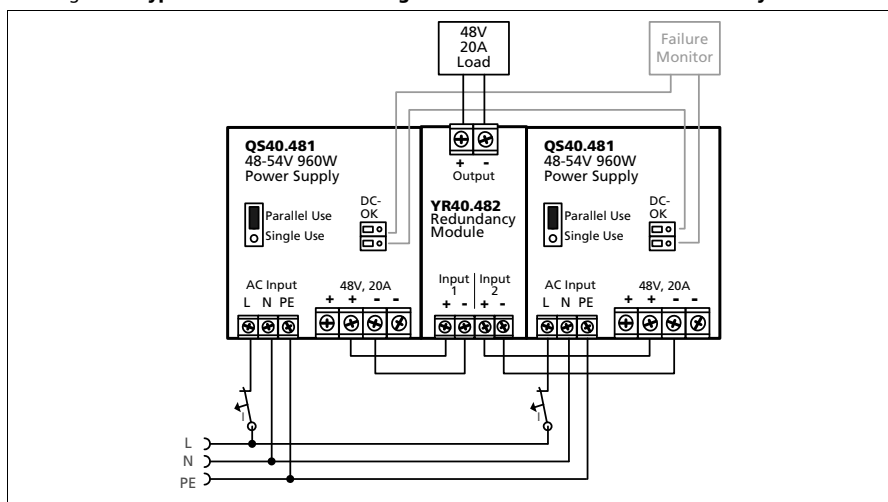 48V
20A
Load
Failure
Monitor
QS40.481
48-54V 960W
Power Supply
Parallel Use
Single Use
DC-
OK
AC Input
L N PE
48V, 20A
+ + - -
+ -
Output
YR40.482
Redundancy
Module
Input
1
Input
2
+ - + -
QS40.481
48-54V 960W
Power Supply
Parallel Use
Single Use
DC-
OK
AC Input
L N PE
48V, 20A
+ + - -
I
I
L
N
PE